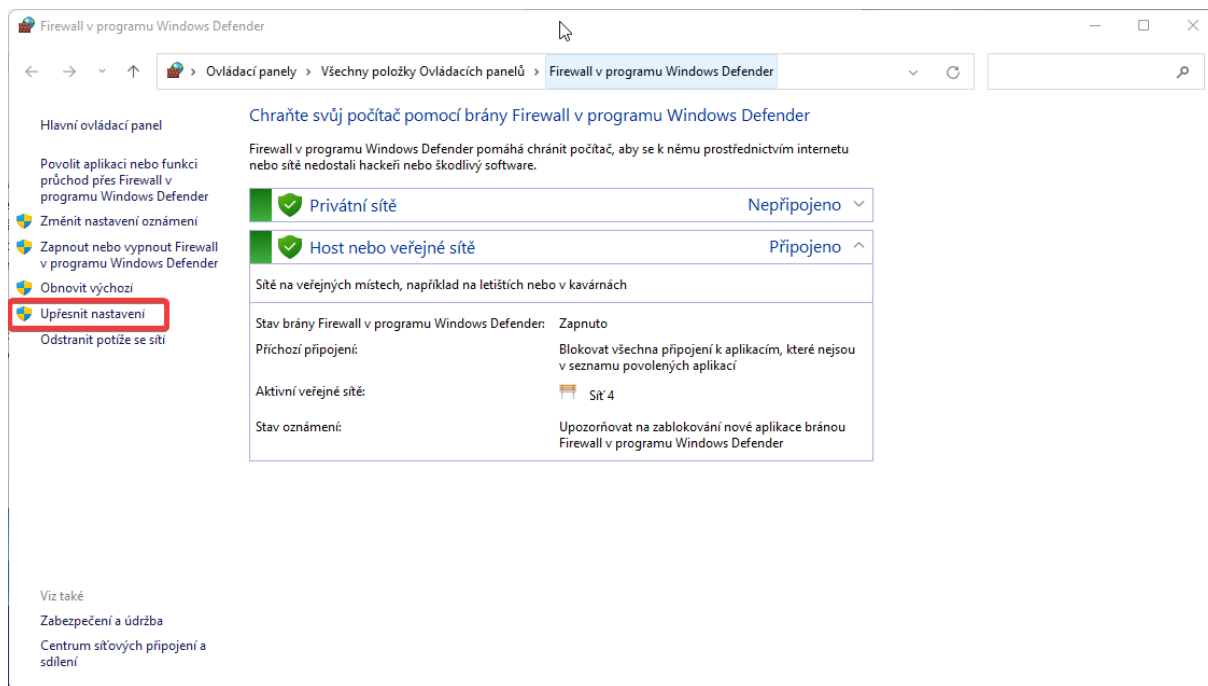 Firewall v programu Windows Defender
Ovládací panely > Všechny položky Ovládacích panelů > Firewall v programu Windows Defender
Hlavní ovládací panel
Povolit aplikaci nebo funkci
průchod přes Firewall v
programu Windows Defender
Změnit nastavení oznámení
Zapnout nebo vypnout Firewall
v programu Windows Defender
Obnovit výchozí
Upřesnit nastavení
Odstranit potíže se sítí
Chraňte svůj počítač pomocí brány Firewall v programu Windows Defender
Firewall v programu Windows Defender pomáhá chránit počítač, aby se k němu prostřednictvím internetu
nebo sítě nedostali hackeři nebo škodlivý software.
Privátní sítě Nepřipojeno
Host nebo veřejné sítě Připojeno
Sítě na veřejných místech, například na letištích nebo v kavárnách
Stav brány Firewall v programu Windows Defender: Zapnuto
Příchozí připojení: Blokovat všechna připojení k aplikacím, které nejsou
v seznamu povolených aplikací
Aktivní veřejné sítě: Síť 4
Stav oznámení: Upozorňovat na zablokování nové aplikace bránou
Firewall v programu Windows Defender
Viz také
Zabezpečení a údržba
Centrum síťových připojení a
sdílení